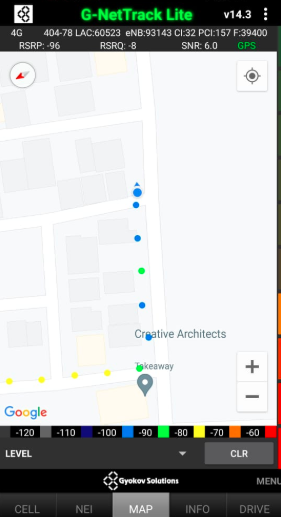 G-NetTrack Lite v14.3
4G 404-78 LAC:60523 eNB:93143 CI:32 PCI:157 F:39400
RSRP: -96 RSRQ: -8 SNR: 6.0 GPS
Creative Architects
Takeaway
Google
-120 -110 -100 -90 -80 -70 -60
LEVEL CLR
Gyokov Solutions MENU
CELL NEI MAP INFO DRIVE